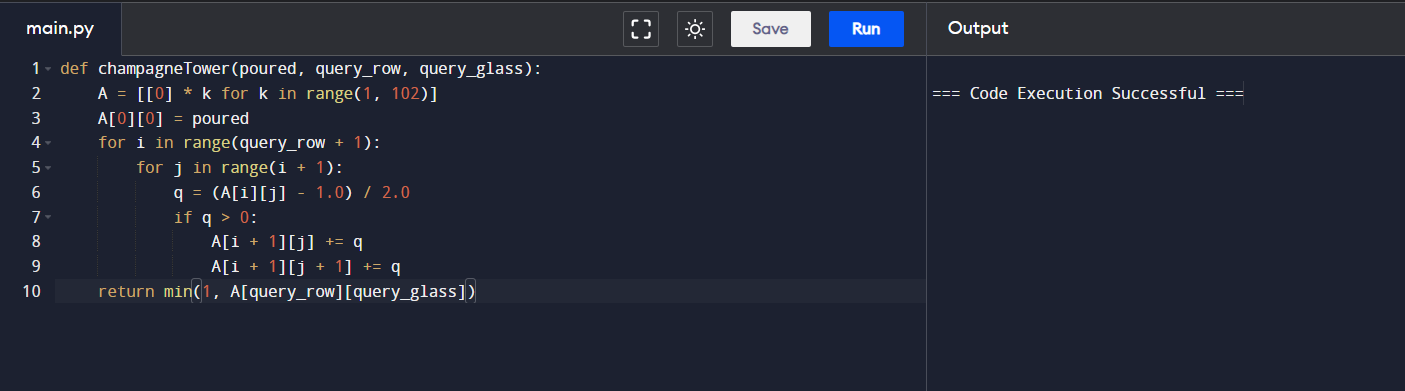 main.py Save Run Output
1 def champagneTower(poured, query_row, query_glass):
2     A = [[0] * k for k in range(1, 102)]
3     A[0][0] = poured
4     for i in range(query_row + 1):
5         for j in range(i + 1):
6             q = (A[i][j] - 1.0) / 2.0
7             if q > 0:
8                 A[i + 1][j] += q
9                 A[i + 1][j + 1] += q
10     return min(1, A[query_row][query_glass])
=== Code Execution Successful ===